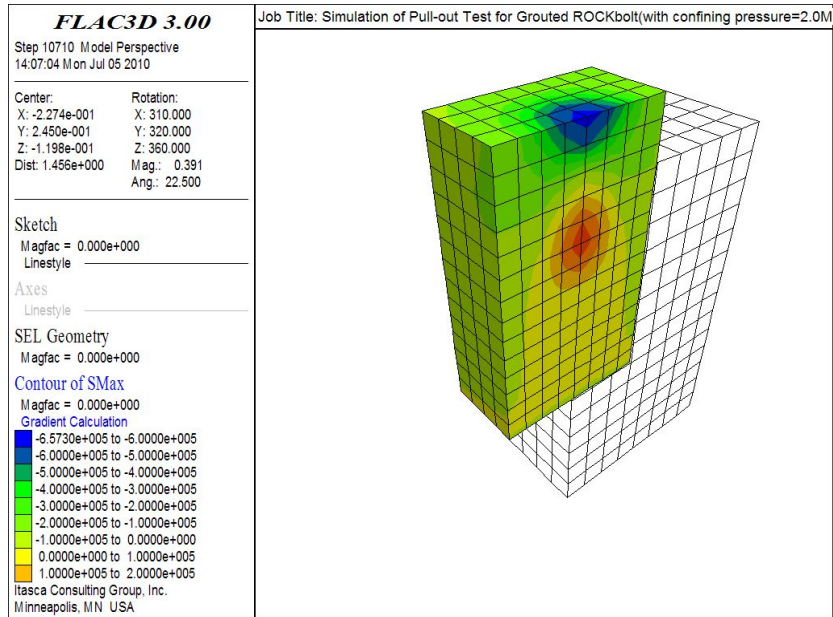 FLAC3D 3.00
Step 10710 Model Perspective
14:07:04 Mon Jul 05 2010
Center:
X: -2.274e-001
Y: 2.450e-001
Z: -1.198e-001
Dist: 1.456e+000
Rotation:
X: 310.000
Y: 320.000
Z: 360.000
Mag.: 0.391
Ang.: 22.500
Sketch
Magfac = 0.000e+000
Linestyle
Axes
Linestyle
SEL Geometry
Magfac = 0.000e+000
Contour of SMax
Magfac = 0.000e+000
Gradient Calculation
-6.5730e+005 to -6.0000e+005
-6.0000e+005 to -5.0000e+005
-5.0000e+005 to -4.0000e+005
-4.0000e+005 to -3.0000e+005
-3.0000e+005 to -2.0000e+005
-2.0000e+005 to -1.0000e+005
-1.0000e+005 to 0.0000e+000
0.0000e+000 to 1.0000e+005
1.0000e+005 to 2.0000e+005
Itasca Consulting Group, Inc.
Minneapolis, MN USA
Job Title: Simulation of Pull-out Test for Grouted ROCKbolt(with confining pressure=2.0M